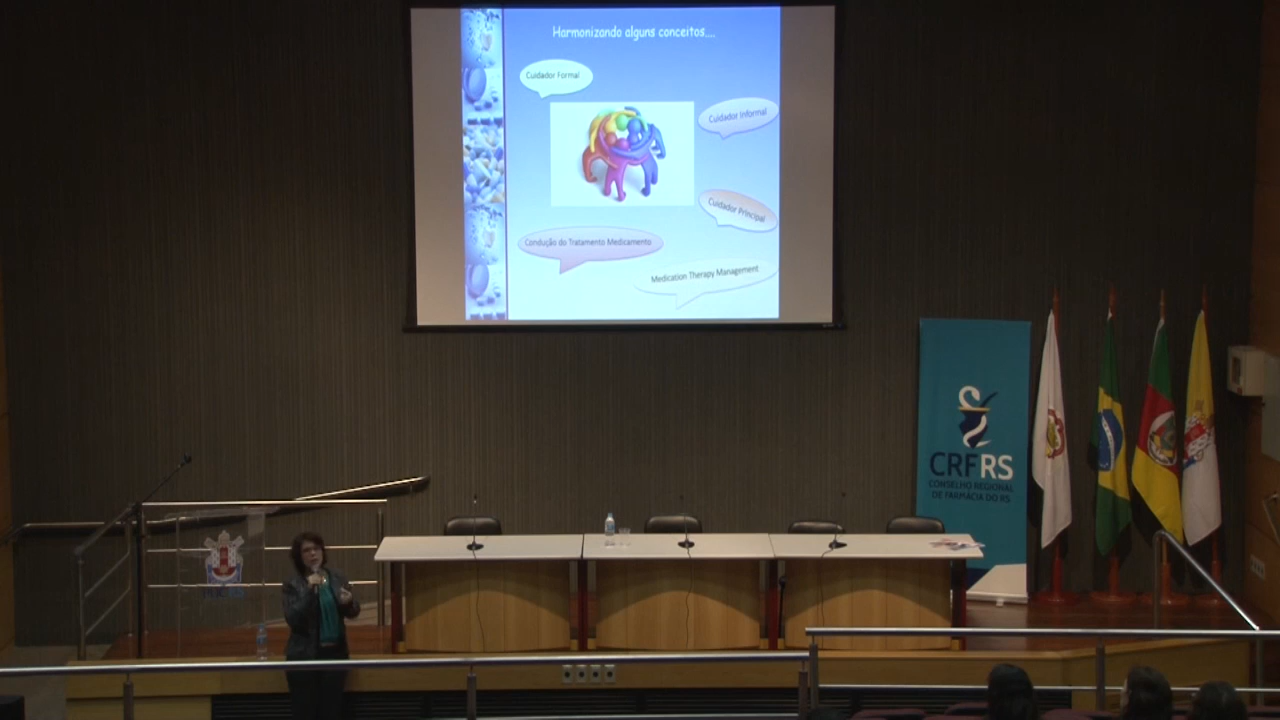 Harmonizando alguns conceitos....
Cuidador Formal
Cuidador Informal
Cuidador Principal
Condução do Tratamento Medicamento
Medication Therapy Management
CRFRS
CONSELHO REGIONAL
DE FARMÁCIA DO RS
PUCRS